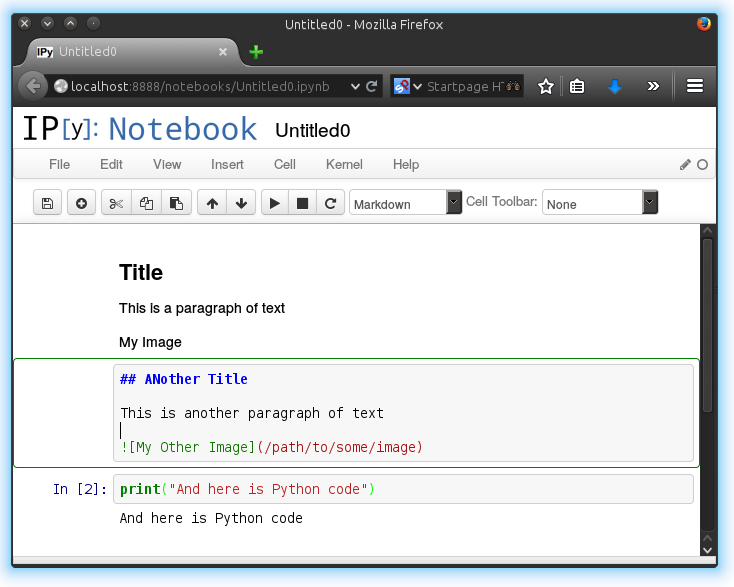 Untitled0 - Mozilla Firefox
IPy Untitled0
localhost:8888/notebooks/Untitled0.ipynb
Startpage HT
IP[y]: Notebook Untitled0
File Edit View Insert Cell Kernel Help
Markdown Cell Toolbar: None
Title
This is a paragraph of text
My Image
## ANother Title
This is another paragraph of text
![My Other Image](/path/to/some/image)
In [2]: print("And here is Python code")
And here is Python code